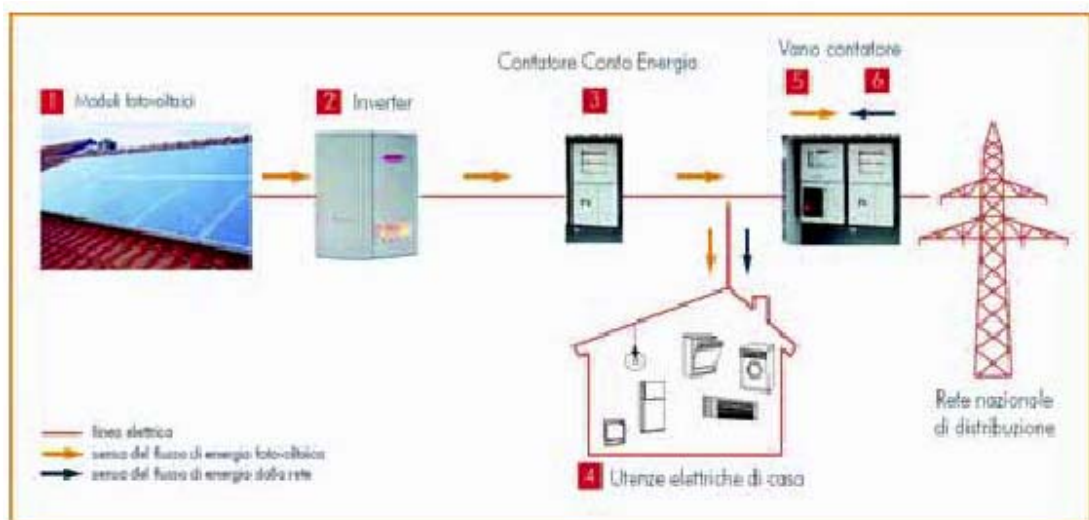 Contatore Conto Energia
Vano contatore
1 Moduli fotovoltaici
2 Inverter
3
5
6
4 Utenze elettriche di casa
Rete nazionale
di distribuzione
linea elettrica
senso del flusso di energia fotovoltaica
senso del flusso di energia dalla rete